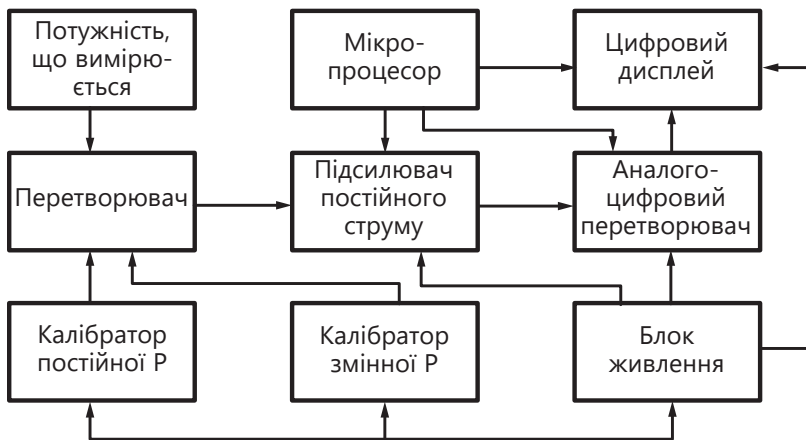 Потужність,
що вимірю-
ється
Мікро-
процесор
Цифровий
дисплей
Перетворювач
Підсилювач
постійного
струму
Аналого-
цифровий
перетворювач
Калібратор
постійної Р
Калібратор
змінної Р
Блок
живлення